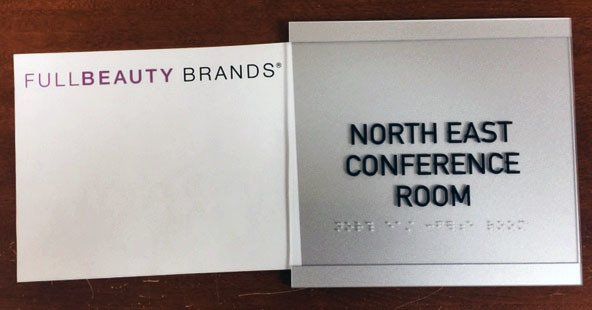 FULLBEAUTY BRANDS®
NORTH EAST
CONFERENCE
ROOM